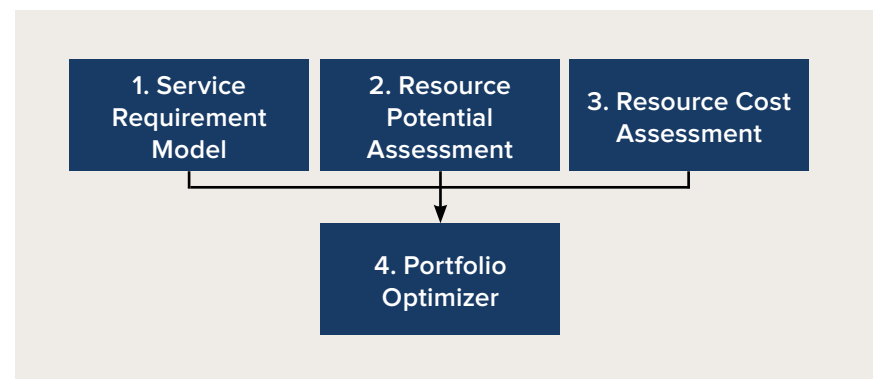 1. Service
Requirement
Model
2. Resource
Potential
Assessment
3. Resource Cost
Assessment
4. Portfolio
Optimizer